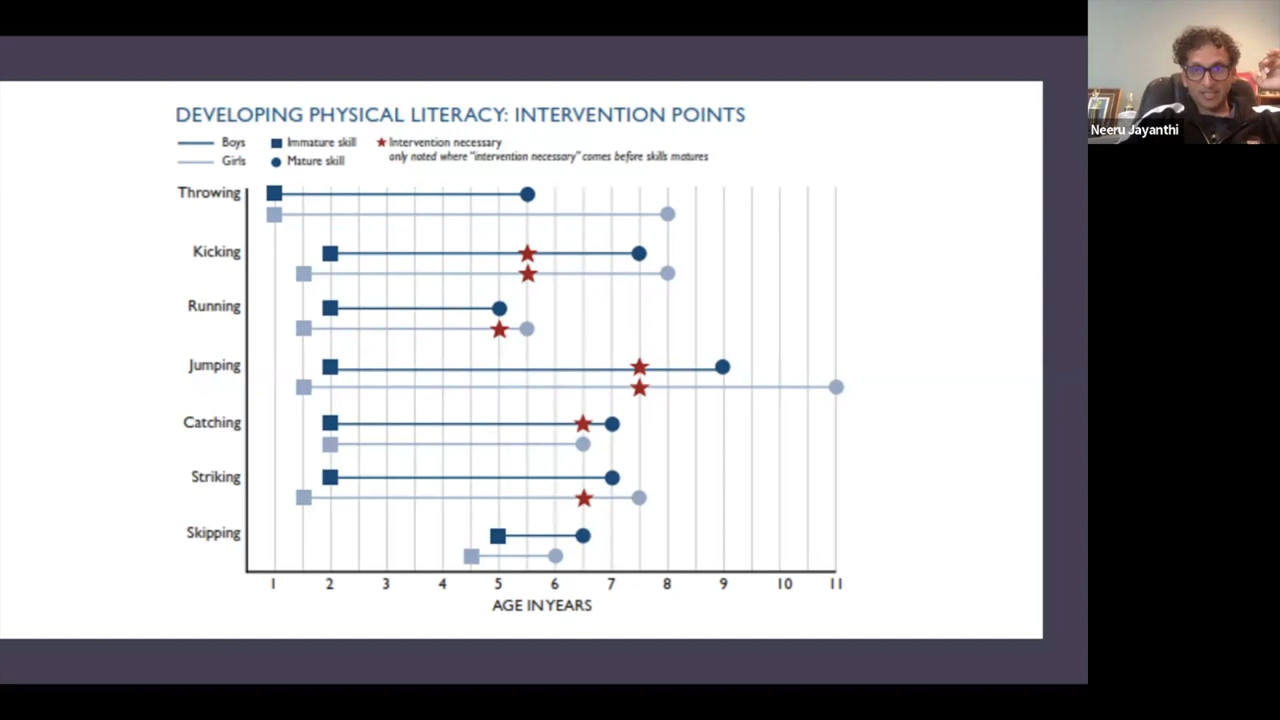 DEVELOPING PHYSICAL LITERACY: INTERVENTION POINTS
Boys Immature skill Intervention necessary
only noted where "intervention necessary" comes before skills matures
Girls Mature skill
Throwing
Kicking
Running
Jumping
Catching
Striking
Skipping
1 2 3 4 5 6 7 8 9 10 11
AGE IN YEARS
Neeru Jayanthi